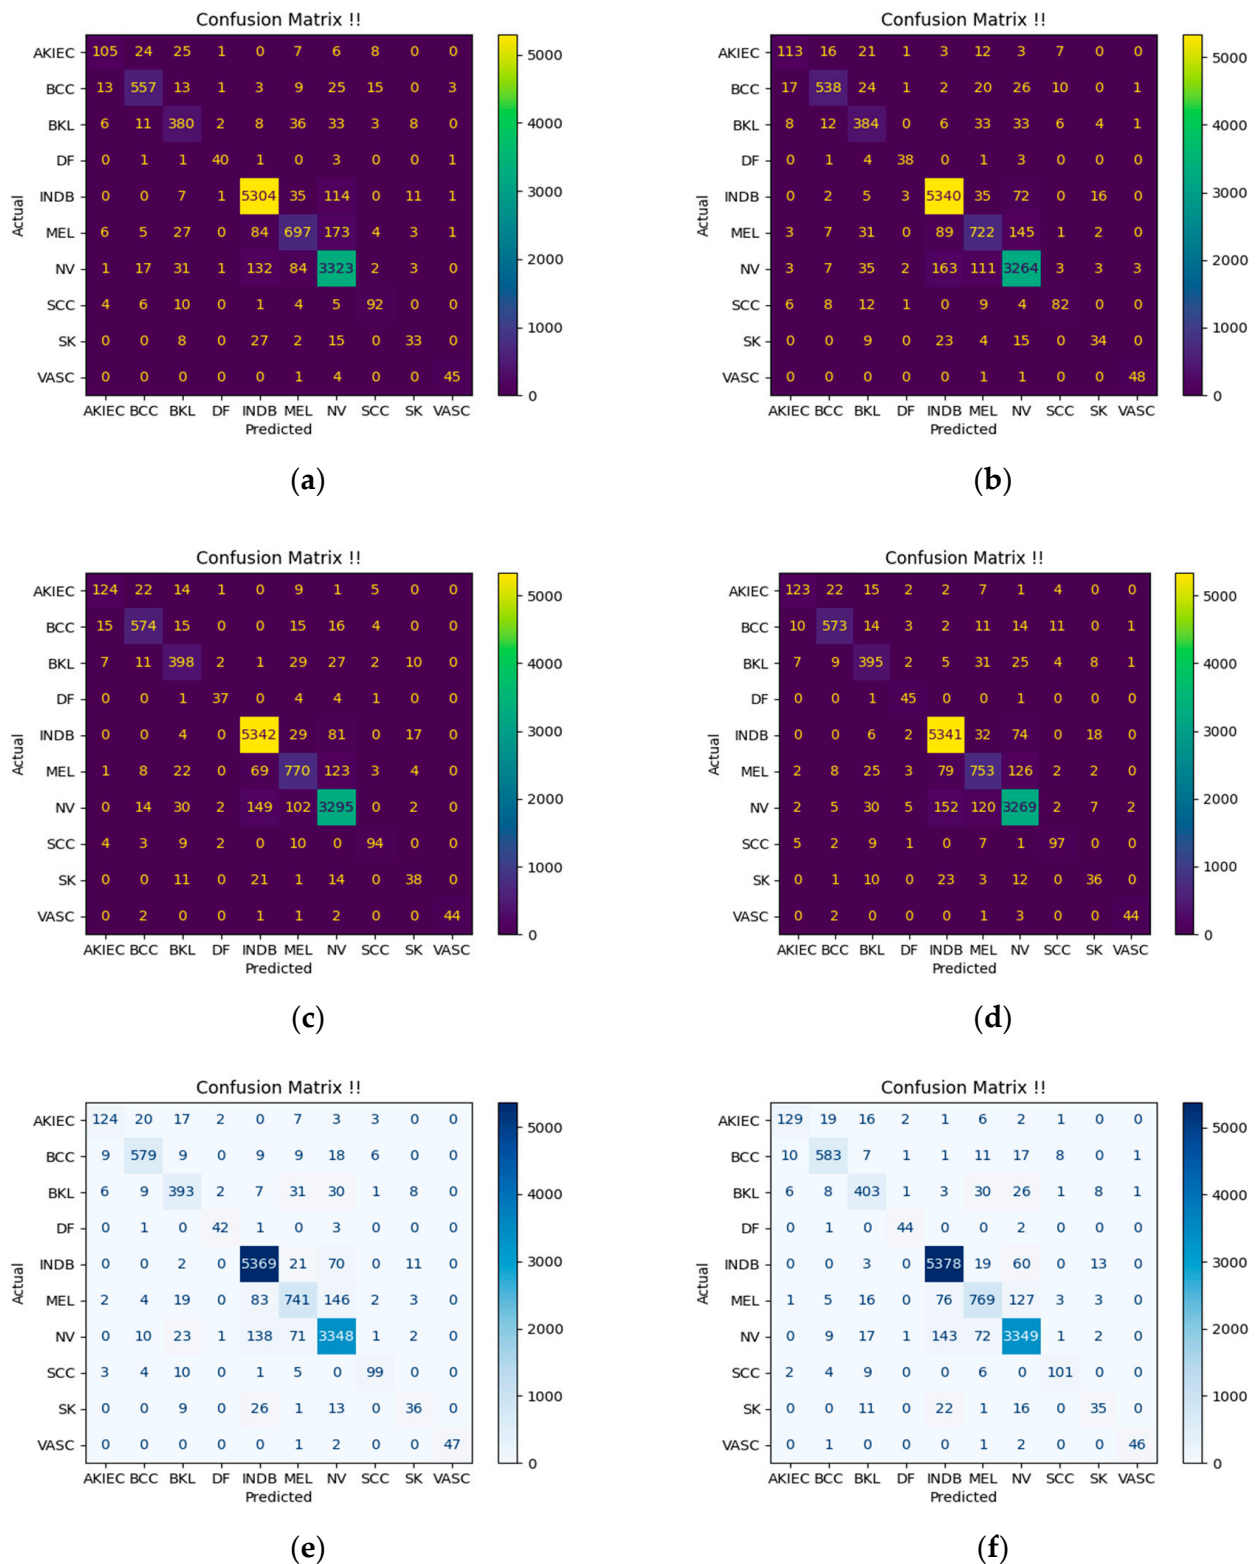 Confusion Matrix !!
Actual
AKIEC 105 24 25 1 0 7 6 8 0 0
BCC 13 557 13 1 3 9 25 15 0 3
BKL 6 11 380 2 8 36 33 3 8 0
DF 0 1 1 40 1 0 3 0 0 1
INDB 0 0 7 1 5304 35 114 0 11 1
MEL 6 5 27 0 84 697 173 4 3 1
NV 1 17 31 1 132 84 3323 2 3 0
SCC 4 6 10 0 1 4 5 92 0 0
SK 0 0 8 0 27 2 15 0 33 0
VASC 0 0 0 0 0 1 4 0 0 45
AKIEC BCC BKL DF INDB MEL NV SCC SK VASC
Predicted
5000
4000
3000
2000
1000
0
(a)
Confusion Matrix !!
Actual
AKIEC 113 16 21 1 3 12 3 7 0 0
BCC 17 538 24 1 2 20 26 10 0 1
BKL 8 12 384 0 6 33 33 6 4 1
DF 0 1 4 38 0 1 3 0 0 0
INDB 0 2 5 3 5340 35 72 0 16 0
MEL 3 7 31 0 89 722 145 1 2 0
NV 3 7 35 2 163 111 3264 3 3 3
SCC 6 8 12 1 0 9 4 82 0 0
SK 0 0 9 0 23 4 15 0 34 0
VASC 0 0 0 0 0 1 1 0 0 48
AKIEC BCC BKL DF INDB MEL NV SCC SK VASC
Predicted
5000
4000
3000
2000
1000
0
(b)
Confusion Matrix !!
Actual
AKIEC 124 22 14 1 0 9 1 5 0 0
BCC 15 574 15 0 0 15 16 4 0 0
BKL 7 11 398 2 1 29 27 2 10 0
DF 0 0 1 37 0 4 4 1 0 0
INDB 0 0 4 0 5342 29 81 0 17 0
MEL 1 8 22 0 69 770 123 3 4 0
NV 0 14 30 2 149 102 3295 0 2 0
SCC 4 3 9 2 0 10 0 94 0 0
SK 0 0 11 0 21 1 14 0 38 0
VASC 0 2 0 0 1 1 2 0 0 44
AKIEC BCC BKL DF INDB MEL NV SCC SK VASC
Predicted
5000
4000
3000
2000
1000
0
(c)
Confusion Matrix !!
Actual
AKIEC 123 22 15 2 2 7 1 4 0 0
BCC 10 573 14 3 2 11 14 11 0 1
BKL 7 9 395 2 5 31 25 4 8 1
DF 0 0 1 45 0 0 1 0 0 0
INDB 0 0 6 2 5341 32 74 0 18 0
MEL 2 8 25 3 79 753 126 2 2 0
NV 2 5 30 5 152 120 3269 2 7 2
SCC 5 2 9 1 0 7 1 97 0 0
SK 0 1 10 0 23 3 12 0 36 0
VASC 0 2 0 0 0 1 3 0 0 44
AKIEC BCC BKL DF INDB MEL NV SCC SK VASC
Predicted
5000
4000
3000
2000
1000
0
(d)
Confusion Matrix !!
Actual
AKIEC 124 20 17 2 0 7 3 3 0 0
BCC 9 579 9 0 9 9 18 6 0 0
BKL 6 9 393 2 7 31 30 1 8 0
DF 0 1 0 42 1 0 3 0 0 0
INDB 0 0 2 0 5369 21 70 0 11 0
MEL 2 4 19 0 83 741 146 2 3 0
NV 0 10 23 1 138 71 3348 1 2 0
SCC 3 4 10 0 1 5 0 99 0 0
SK 0 0 9 0 26 1 13 0 36 0
VASC 0 0 0 0 0 1 2 0 0 47
AKIEC BCC BKL DF INDB MEL NV SCC SK VASC
Predicted
5000
4000
3000
2000
1000
0
(e)
Confusion Matrix !!
Actual
AKIEC 129 19 16 2 1 6 2 1 0 0
BCC 10 583 7 1 1 11 17 8 0 1
BKL 6 8 403 1 3 30 26 1 8 1
DF 0 1 0 44 0 0 2 0 0 0
INDB 0 0 3 0 5378 19 60 0 13 0
MEL 1 5 16 0 76 769 127 3 3 0
NV 0 9 17 1 143 72 3349 1 2 0
SCC 2 4 9 0 0 6 0 101 0 0
SK 0 0 11 0 22 1 16 0 35 0
VASC 0 1 0 0 0 1 2 0 0 46
AKIEC BCC BKL DF INDB MEL NV SCC SK VASC
Predicted
5000
4000
3000
2000
1000
0
(f)